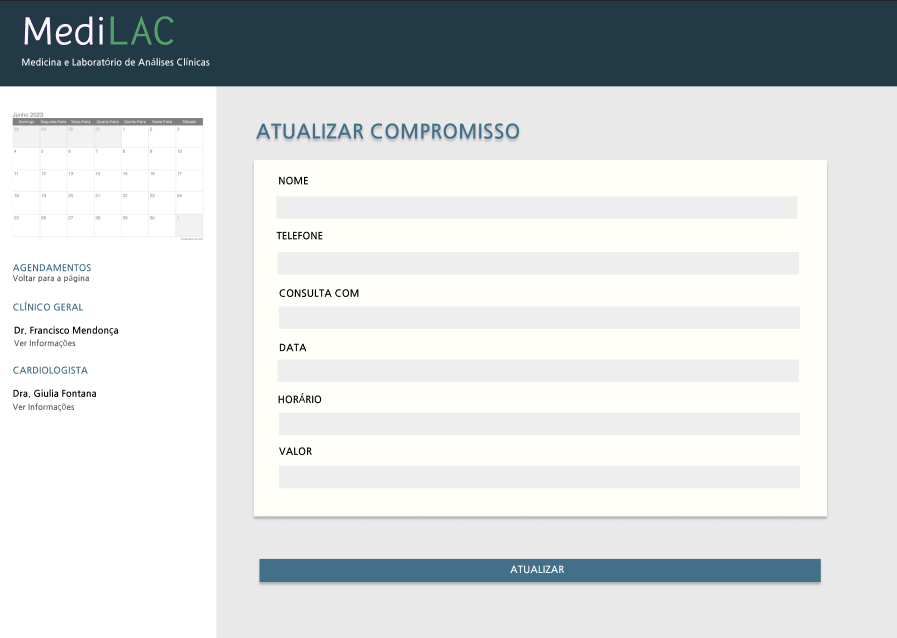 MediLAC
Medicina e Laboratório de Análises Clínicas
Junho 2023
Domingo Segunda-Feira Terça-Feira Quarta-Feira Quinta-Feira Sexta-Feira Sábado
28 29 30 31 1 2 3
4 5 6 7 8 9 10
11 12 13 14 15 16 17
18 19 20 21 22 23 24
25 26 27 28 29 30 1
AGENDAMENTOS
Voltar para a página
CLÍNICO GERAL
Dr. Francisco Mendonça
Ver Informações
CARDIOLOGISTA
Dra. Giulia Fontana
Ver Informações
ATUALIZAR COMPROMISSO
NOME
TELEFONE
CONSULTA COM
DATA
HORÁRIO
VALOR
ATUALIZAR